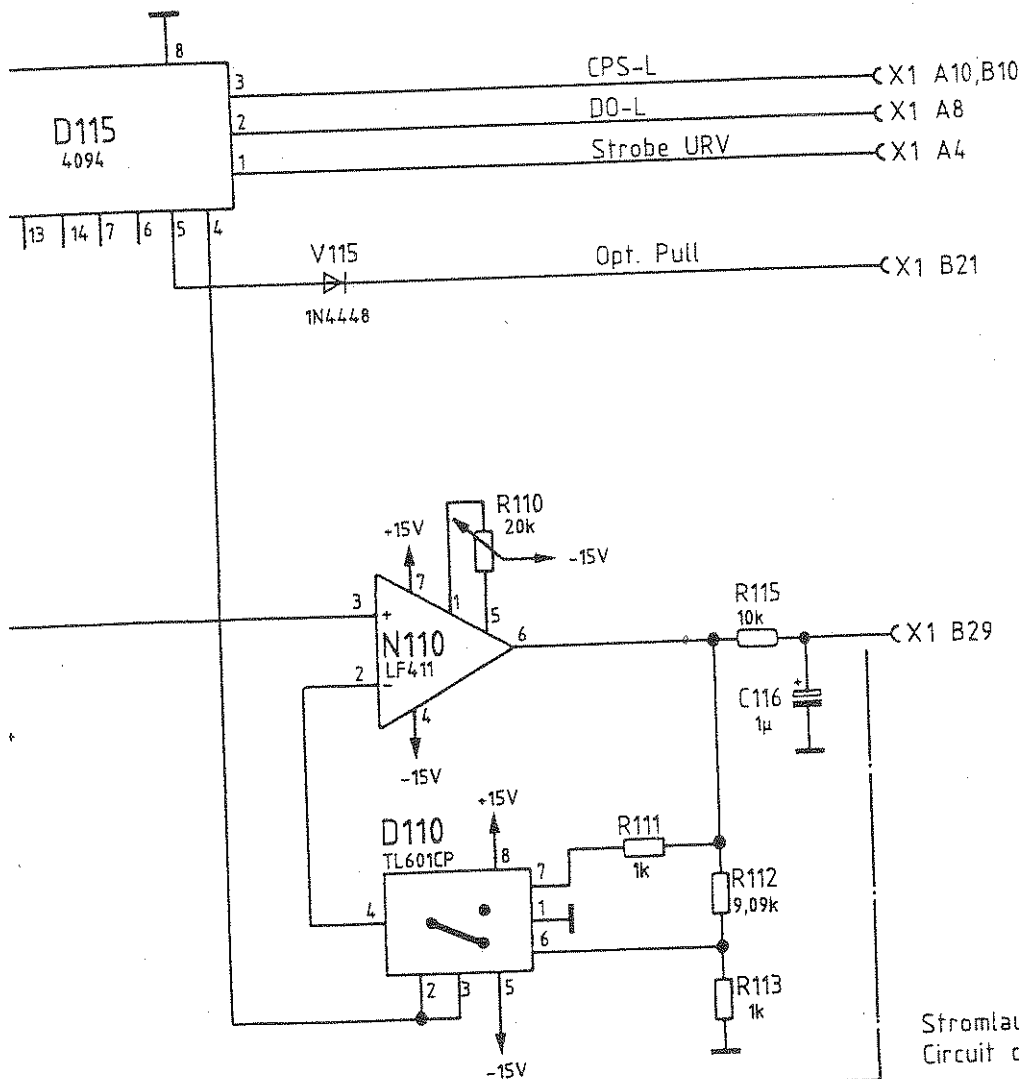 8
3
CPS-L
X1 A10,B10
D115
4094
2
DO-L
X1 A8
1
Strobe URV
X1 A4
13
14
7
6
5
4
V115
1N4448
Opt. Pull
X1 B21
R110
20k
+15V
-15V
7
1
5
3
+
N110
LF411
6
R115
10k
X1 B29
2
-
4
-15V
+
C116
1µ
D110
TL601CP
+15V
8
7
R111
1k
R112
9,09k
4
1
6
2
3
5
R113
1k
-15V
Stromlau
Circuit